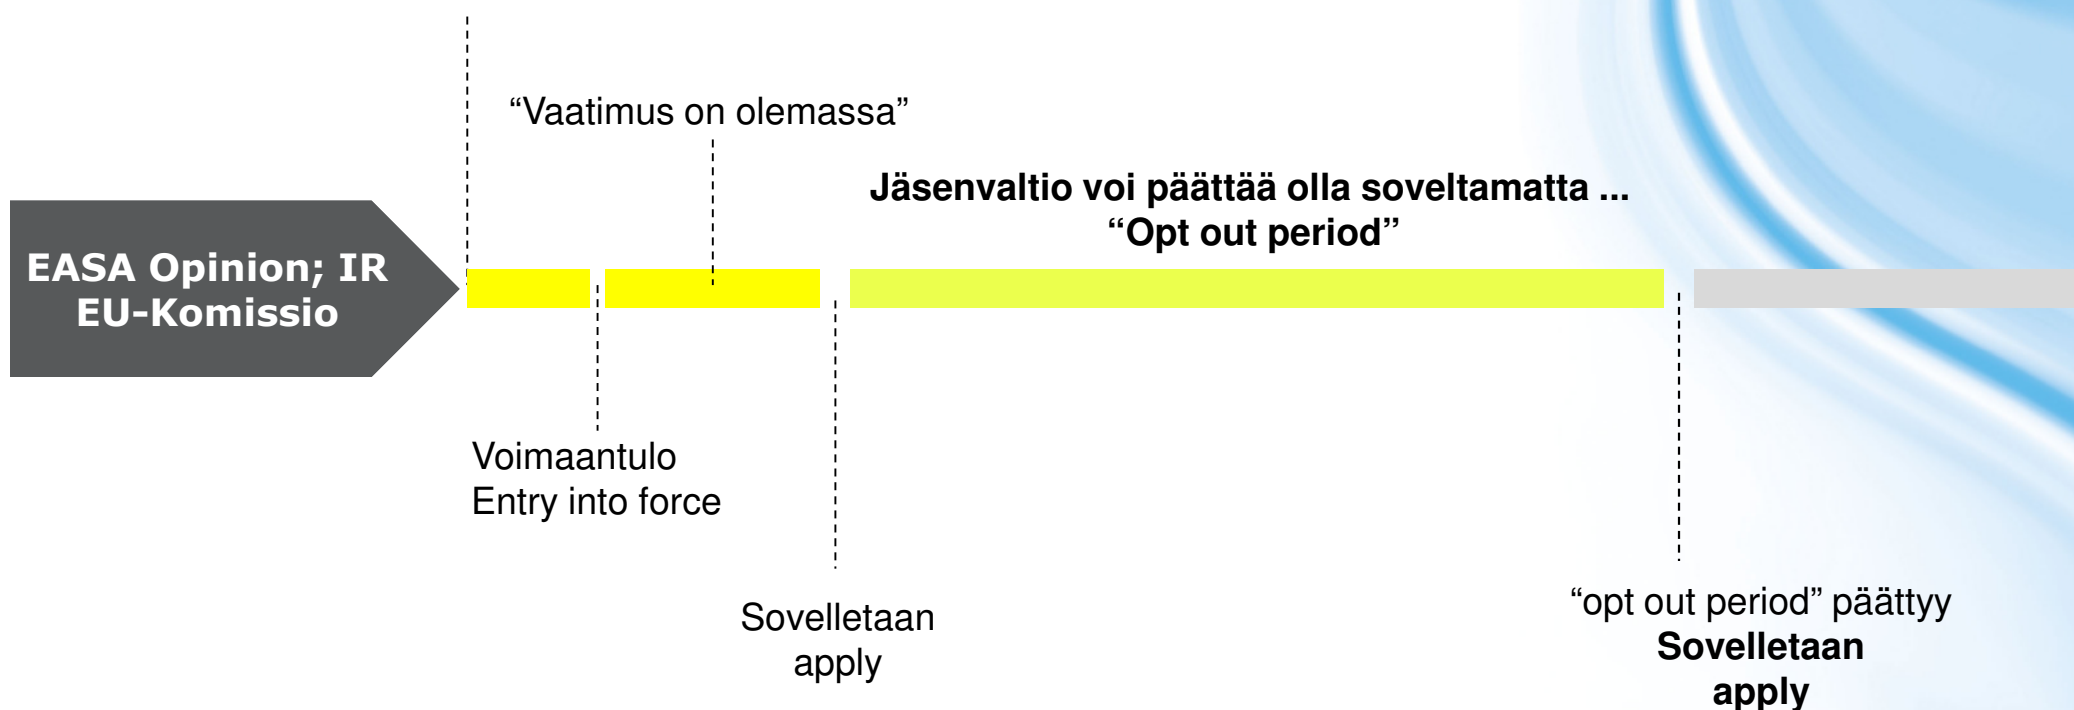 “Vaatimus on olemassa”
Jäsenvaltio voi päättää olla soveltamatta ...
“Opt out period”
EASA Opinion; IR
EU-Komissio
Voimaantulo
Entry into force
Sovelletaan
apply
“opt out period” päättyy
Sovelletaan
apply